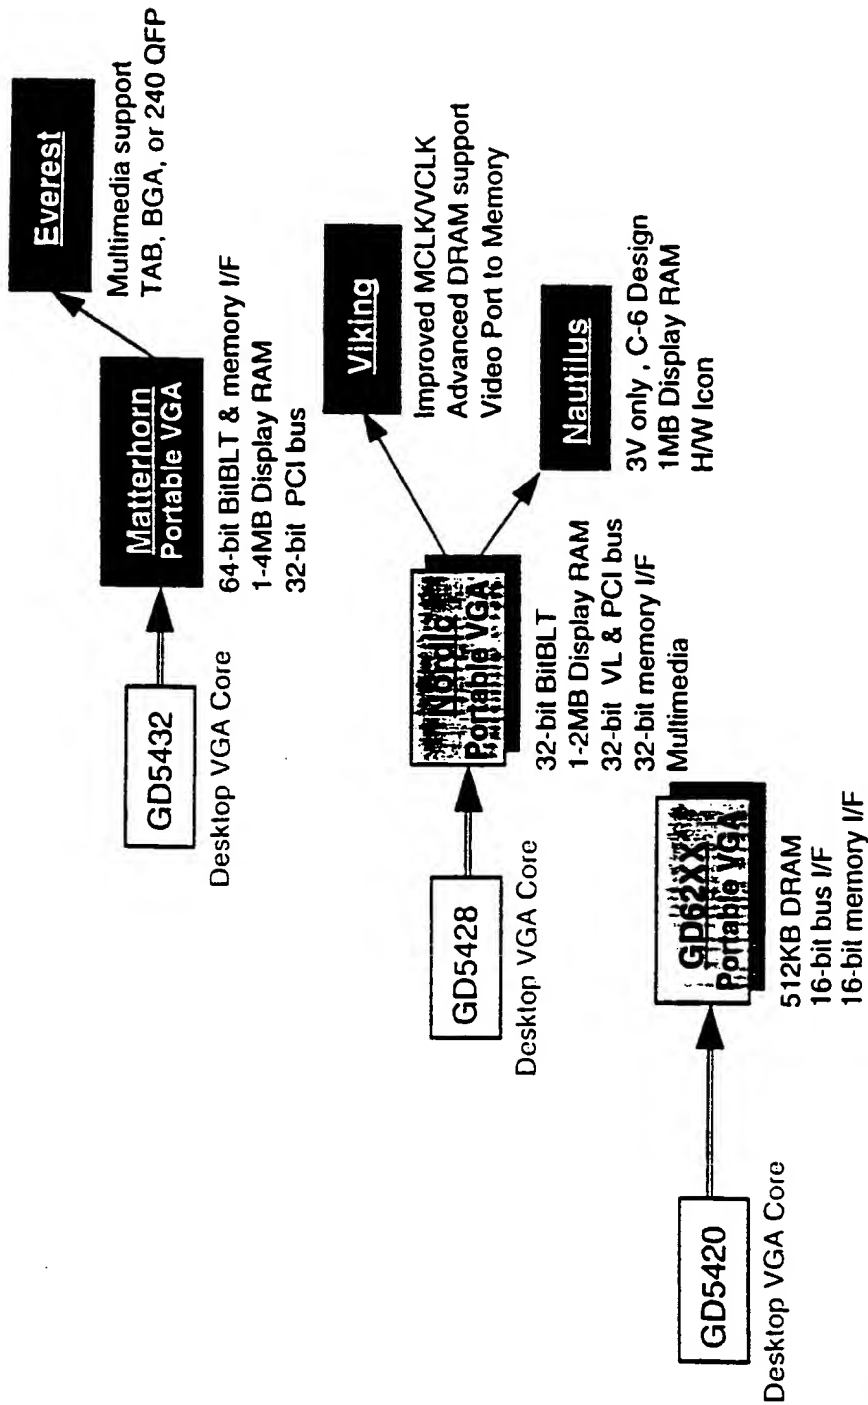 GD5432
Desktop VGA Core
Matterhorn
Portable VGA
64-bit BitBLT & memory I/F
1-4MB Display RAM
32-bit PCI bus
Everest
Multimedia support
TAB, BGA, or 240 QFP
GD5428
Desktop VGA Core
Nordic
Portable VGA
32-bit BitBLT
1-2MB Display RAM
32-bit VL & PCI bus
32-bit memory I/F
Multimedia
Viking
Improved MCLK/VCLK
Advanced DRAM support
Video Port to Memory
Nautilus
3V only , C-6 Design
1MB Display RAM
H/W Icon
GD5420
Desktop VGA Core
GD62XX
Portable VGA
512KB DRAM
16-bit bus I/F
16-bit memory I/F